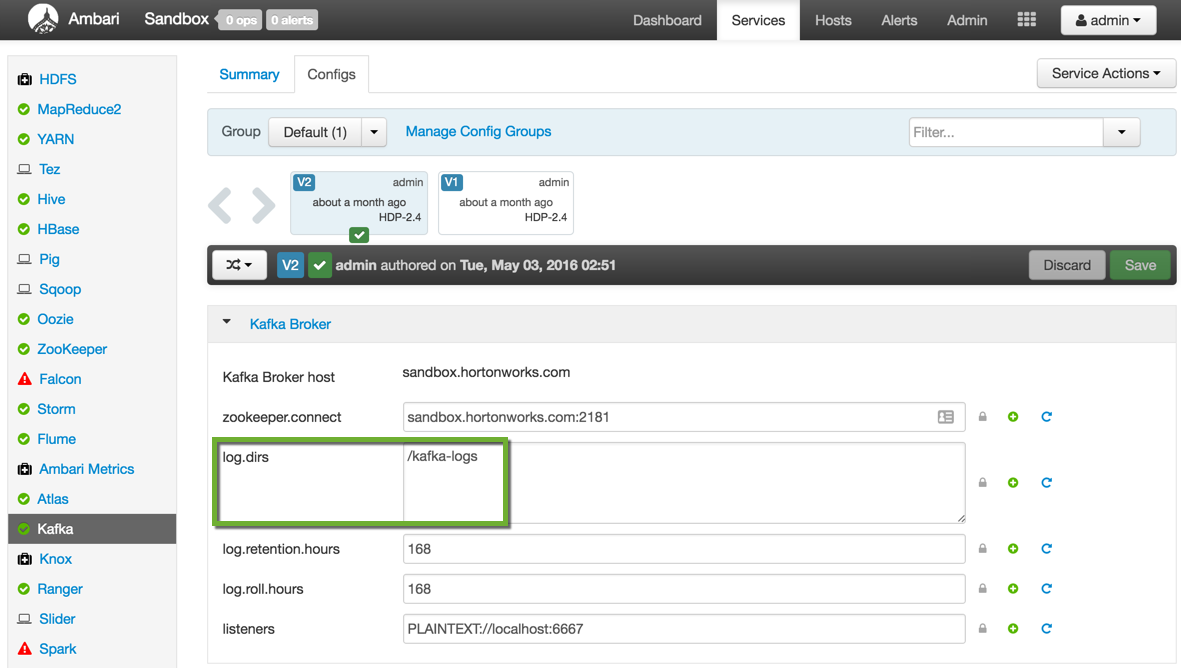 Ambari Sandbox 0 ops 0 alerts Dashboard Services Hosts Alerts Admin admin
HDFS
MapReduce2
YARN
Tez
Hive
HBase
Pig
Sqoop
Oozie
ZooKeeper
Falcon
Storm
Flume
Ambari Metrics
Atlas
Kafka
Knox
Ranger
Slider
Spark
Summary Configs Service Actions
Group Default (1) Manage Config Groups Filter...
V2 admin
about a month ago
HDP-2.4
V1 admin
about a month ago
HDP-2.4
V2 admin authored on Tue, May 03, 2016 02:51 Discard Save
Kafka Broker
Kafka Broker host sandbox.hortonworks.com
zookeeper.connect sandbox.hortonworks.com:2181
log.dirs /kafka-logs
log.retention.hours 168
log.roll.hours 168
listeners PLAINTEXT://localhost:6667